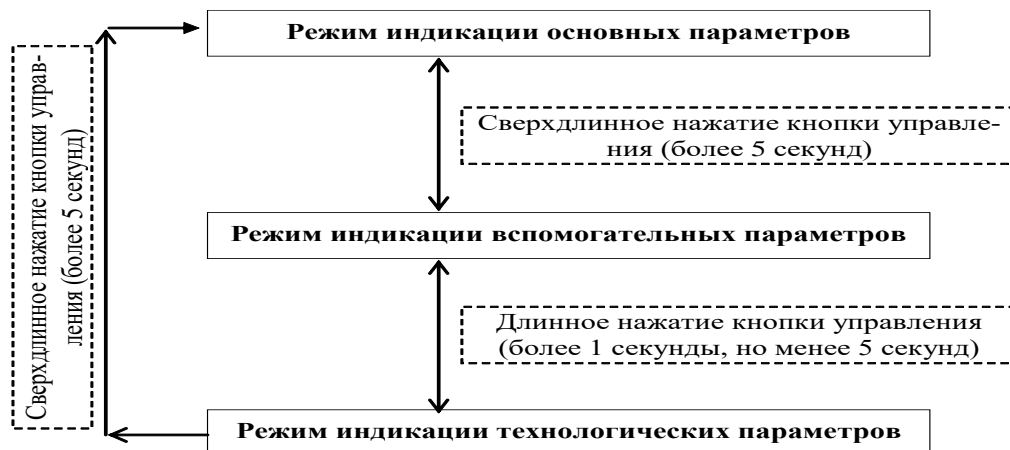 Режим индикации основных параметров
Сверхдлинное нажатие кнопки управле-
ния (более 5 секунд)
Режим индикации вспомогательных параметров
Длинное нажатие кнопки управления
(более 1 секунды, но менее 5 секунд)
Режим индикации технологических параметров
Сверхдлинное нажатие кнопки управ-
ления (более 5 секунд)